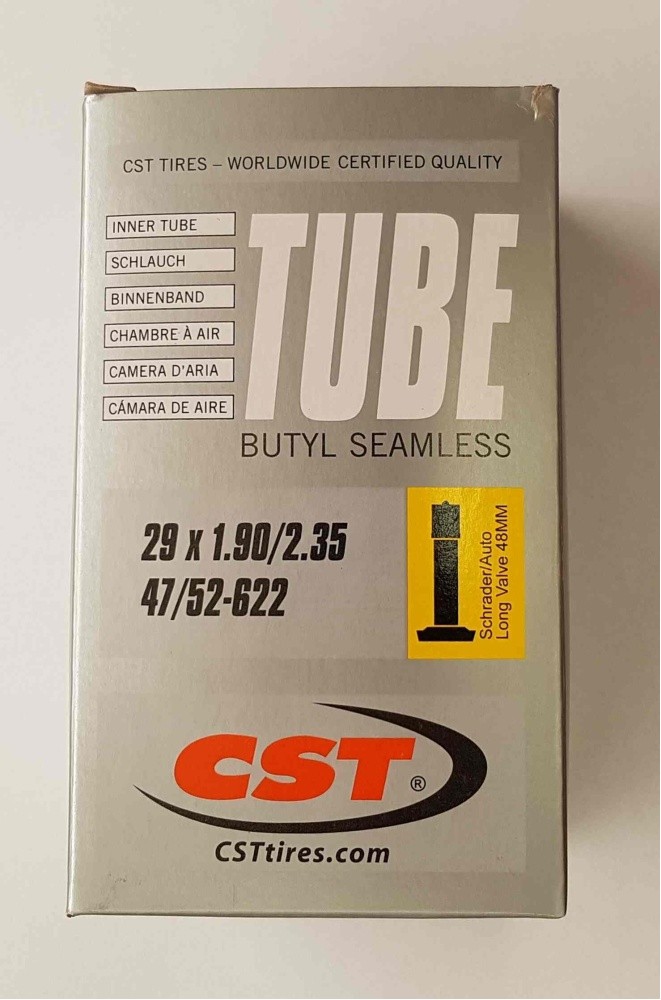 CST TIRES – WORLDWIDE CERTIFIED QUALITY
INNER TUBE
SCHLAUCH
BINNENBAND
CHAMBRE À AIR
CAMERA D'ARIA
CÁMARA DE AIRE
TUBE
BUTYL SEAMLESS
29 x 1.90/2.35
47/52-622
Schrader/Auto
Long Valve 48MM
CST®
CSTtires.com